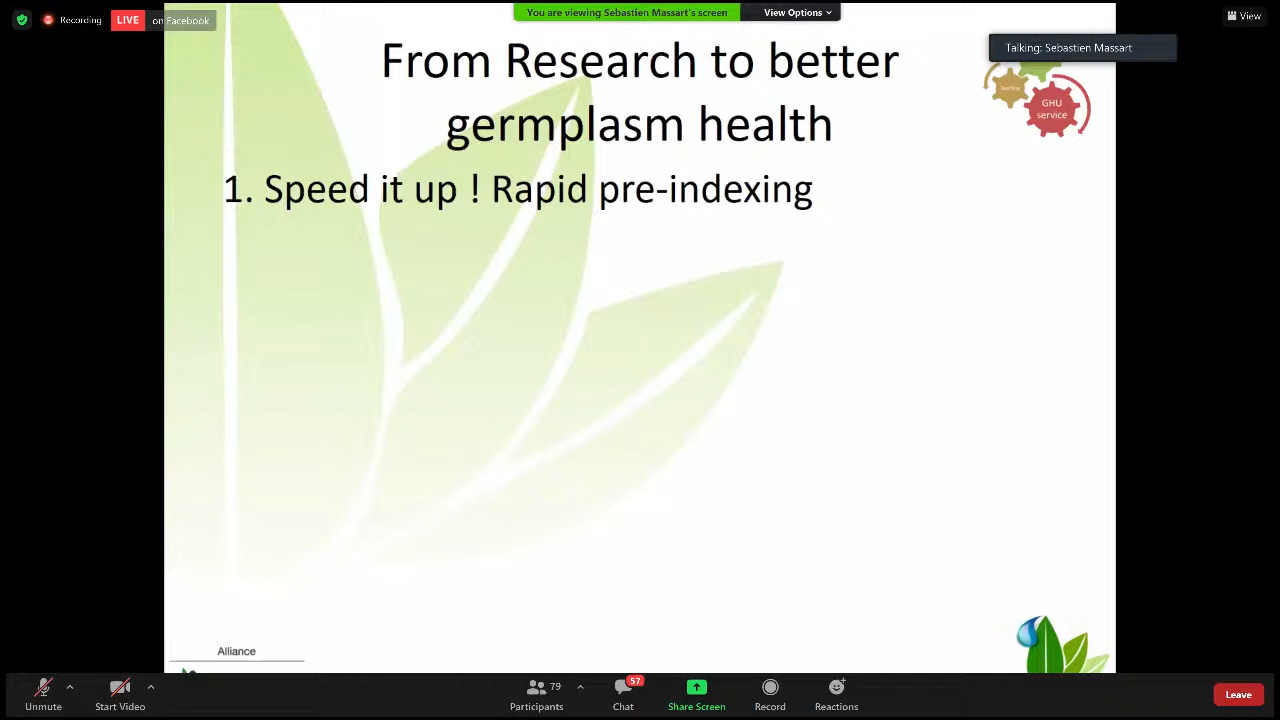 Recording
LIVE on Facebook
You are viewing Sebastien Massart's screen
View Options
View
Talking: Sebastien Massart
From Research to better
germplasm health
Teaching
GHU
service
1. Speed it up ! Rapid pre-indexing
Alliance
Unmute
Start Video
79
Participants
57
Chat
Share Screen
Record
Reactions
Leave